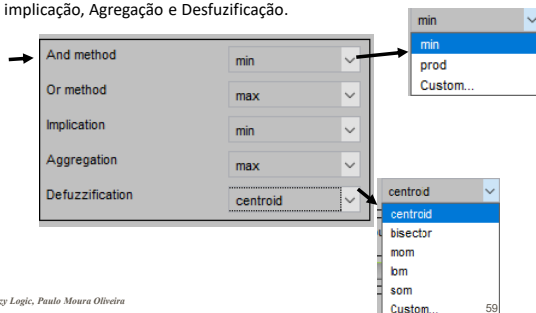 implicação, Agregação e Desfuzificação.
And method min
Or method max
Implication min
Aggregation max
Defuzzification centroid
min
min
prod
Custom...
centroid
centroid
bisector
mom
lom
som
Custom...
zy Logic, Paulo Moura Oliveira
59